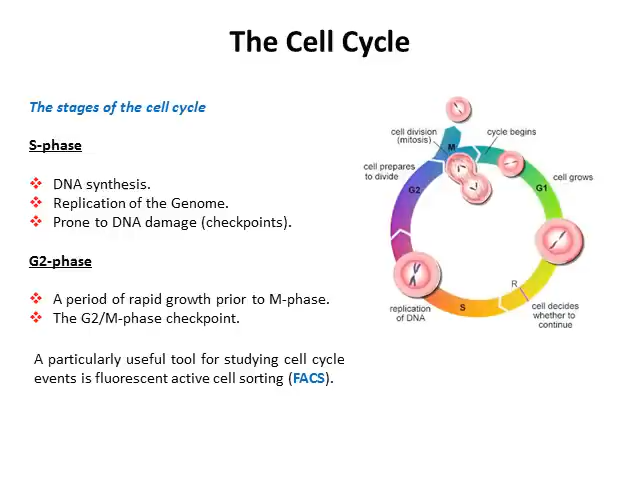 The Cell Cycle
The stages of the cell cycle
S-phase
DNA synthesis.
Replication of the Genome.
Prone to DNA damage (checkpoints).
G2-phase
A period of rapid growth prior to M-phase.
The G2/M-phase checkpoint.
A particularly useful tool for studying cell cycle
events is fluorescent active cell sorting (FACS).
cell division
(mitosis)
cycle begins
M
cell prepares
to divide
G2
G1
cell grows
R
S
replication
of DNA
cell decides
whether to
continue